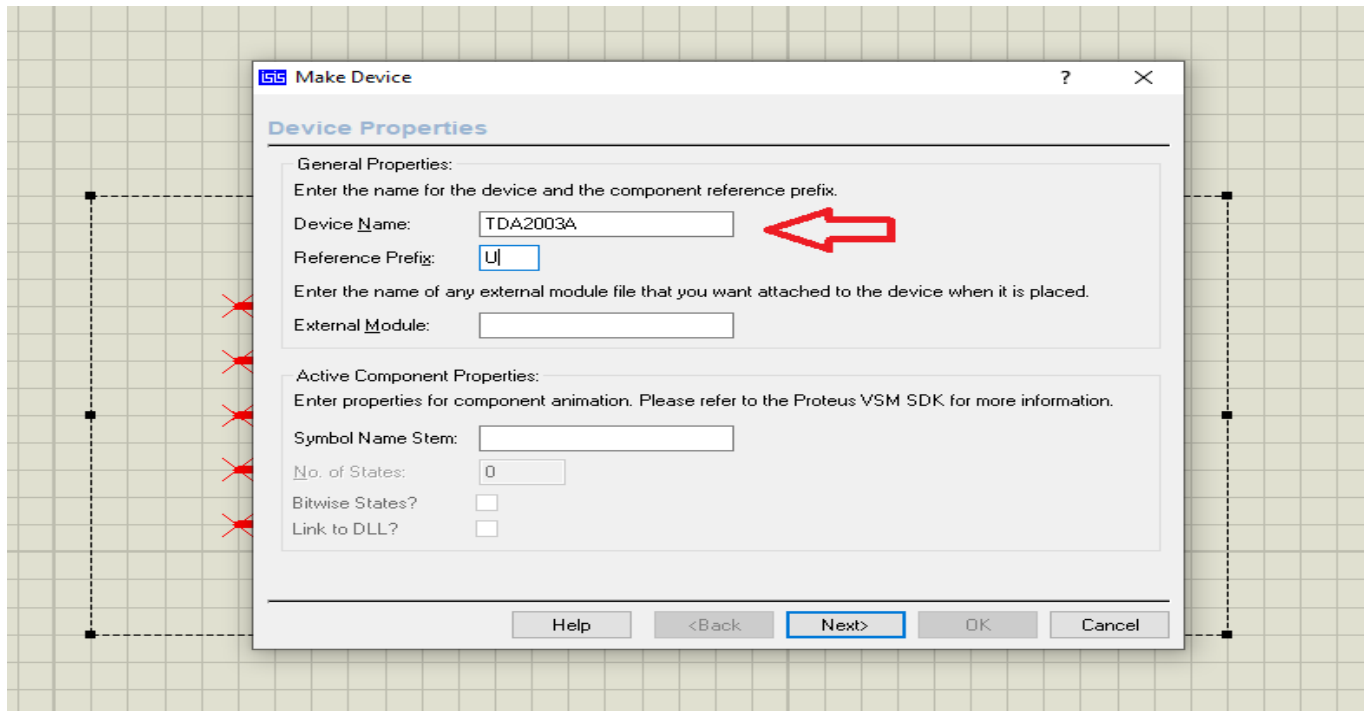 isis Make Device ?
Device Properties
General Properties:
Enter the name for the device and the component reference prefix.
Device Name: TDA2003A
Reference Prefix: U
Enter the name of any external module file that you want attached to the device when it is placed.
External Module:
Active Component Properties:
Enter properties for component animation. Please refer to the Proteus VSM SDK for more information.
Symbol Name Stem:
No. of States: 0
Bitwise States?
Link to DLL?
Help <Back Next> OK Cancel